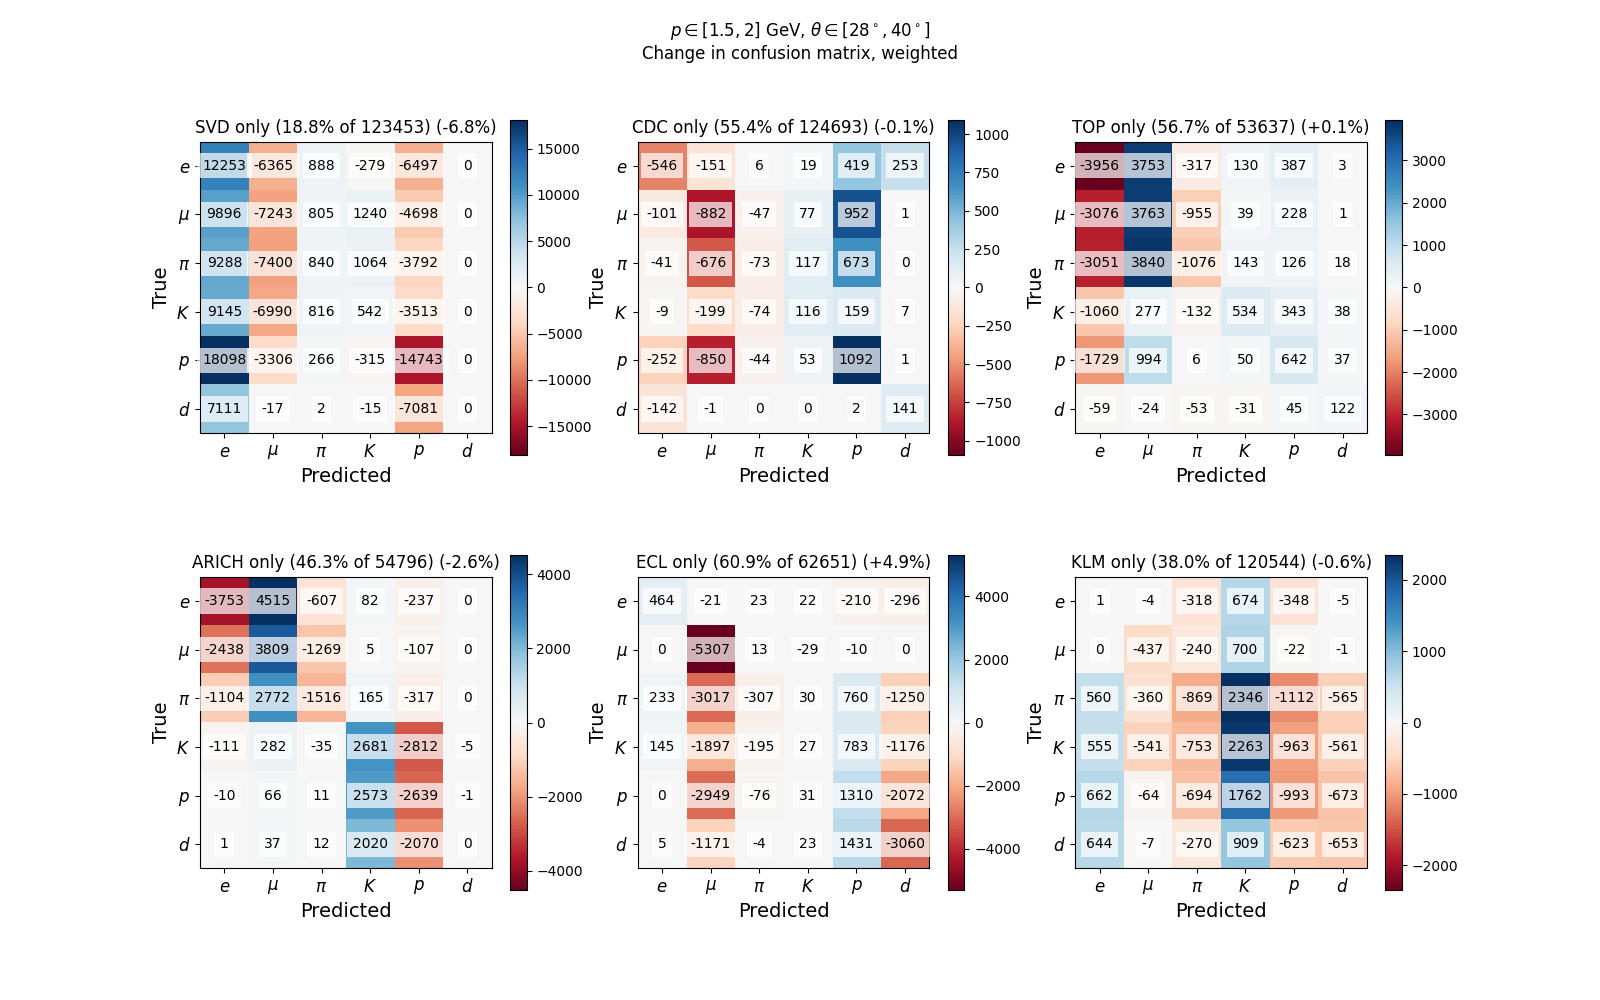 p ∈ [1.5, 2] GeV, θ ∈ [28°, 40°]
Change in confusion matrix, weighted
SVD only (18.8% of 123453) (-6.8%)
True
e 12253 -6365 888 -279 -6497 0
μ 9896 -7243 805 1240 -4698 0
π 9288 -7400 840 1064 -3792 0
K 9145 -6990 816 542 -3513 0
p 18098 -3306 266 -315 -14743 0
d 7111 -17 2 -15 -7081 0
e μ π K p d
Predicted
15000
10000
5000
0
−5000
−10000
−15000
CDC only (55.4% of 124693) (-0.1%)
True
e -546 -151 6 19 419 253
μ -101 -882 -47 77 952 1
π -41 -676 -73 117 673 0
K -9 -199 -74 116 159 7
p -252 -850 -44 53 1092 1
d -142 -1 0 0 2 141
e μ π K p d
Predicted
1000
750
500
250
0
−250
−500
−750
−1000
TOP only (56.7% of 53637) (+0.1%)
True
e -3956 3753 -317 130 387 3
μ -3076 3763 -955 39 228 1
π -3051 3840 -1076 143 126 18
K -1060 277 -132 534 343 38
p -1729 994 6 50 642 37
d -59 -24 -53 -31 45 122
e μ π K p d
Predicted
3000
2000
1000
0
−1000
−2000
−3000
ARICH only (46.3% of 54796) (-2.6%)
True
e -3753 4515 -607 82 -237 0
μ -2438 3809 -1269 5 -107 0
π -1104 2772 -1516 165 -317 0
K -111 282 -35 2681 -2812 -5
p -10 66 11 2573 -2639 -1
d 1 37 12 2020 -2070 0
e μ π K p d
Predicted
4000
2000
0
−2000
−4000
ECL only (60.9% of 62651) (+4.9%)
True
e 464 -21 23 22 -210 -296
μ 0 -5307 13 -29 -10 0
π 233 -3017 -307 30 760 -1250
K 145 -1897 -195 27 783 -1176
p 0 -2949 -76 31 1310 -2072
d 5 -1171 -4 23 1431 -3060
e μ π K p d
Predicted
4000
2000
0
−2000
−4000
KLM only (38.0% of 120544) (-0.6%)
True
e 1 -4 -318 674 -348 -5
μ 0 -437 -240 700 -22 -1
π 560 -360 -869 2346 -1112 -565
K 555 -541 -753 2263 -963 -561
p 662 -64 -694 1762 -993 -673
d 644 -7 -270 909 -623 -653
e μ π K p d
Predicted
2000
1000
0
−1000
−2000